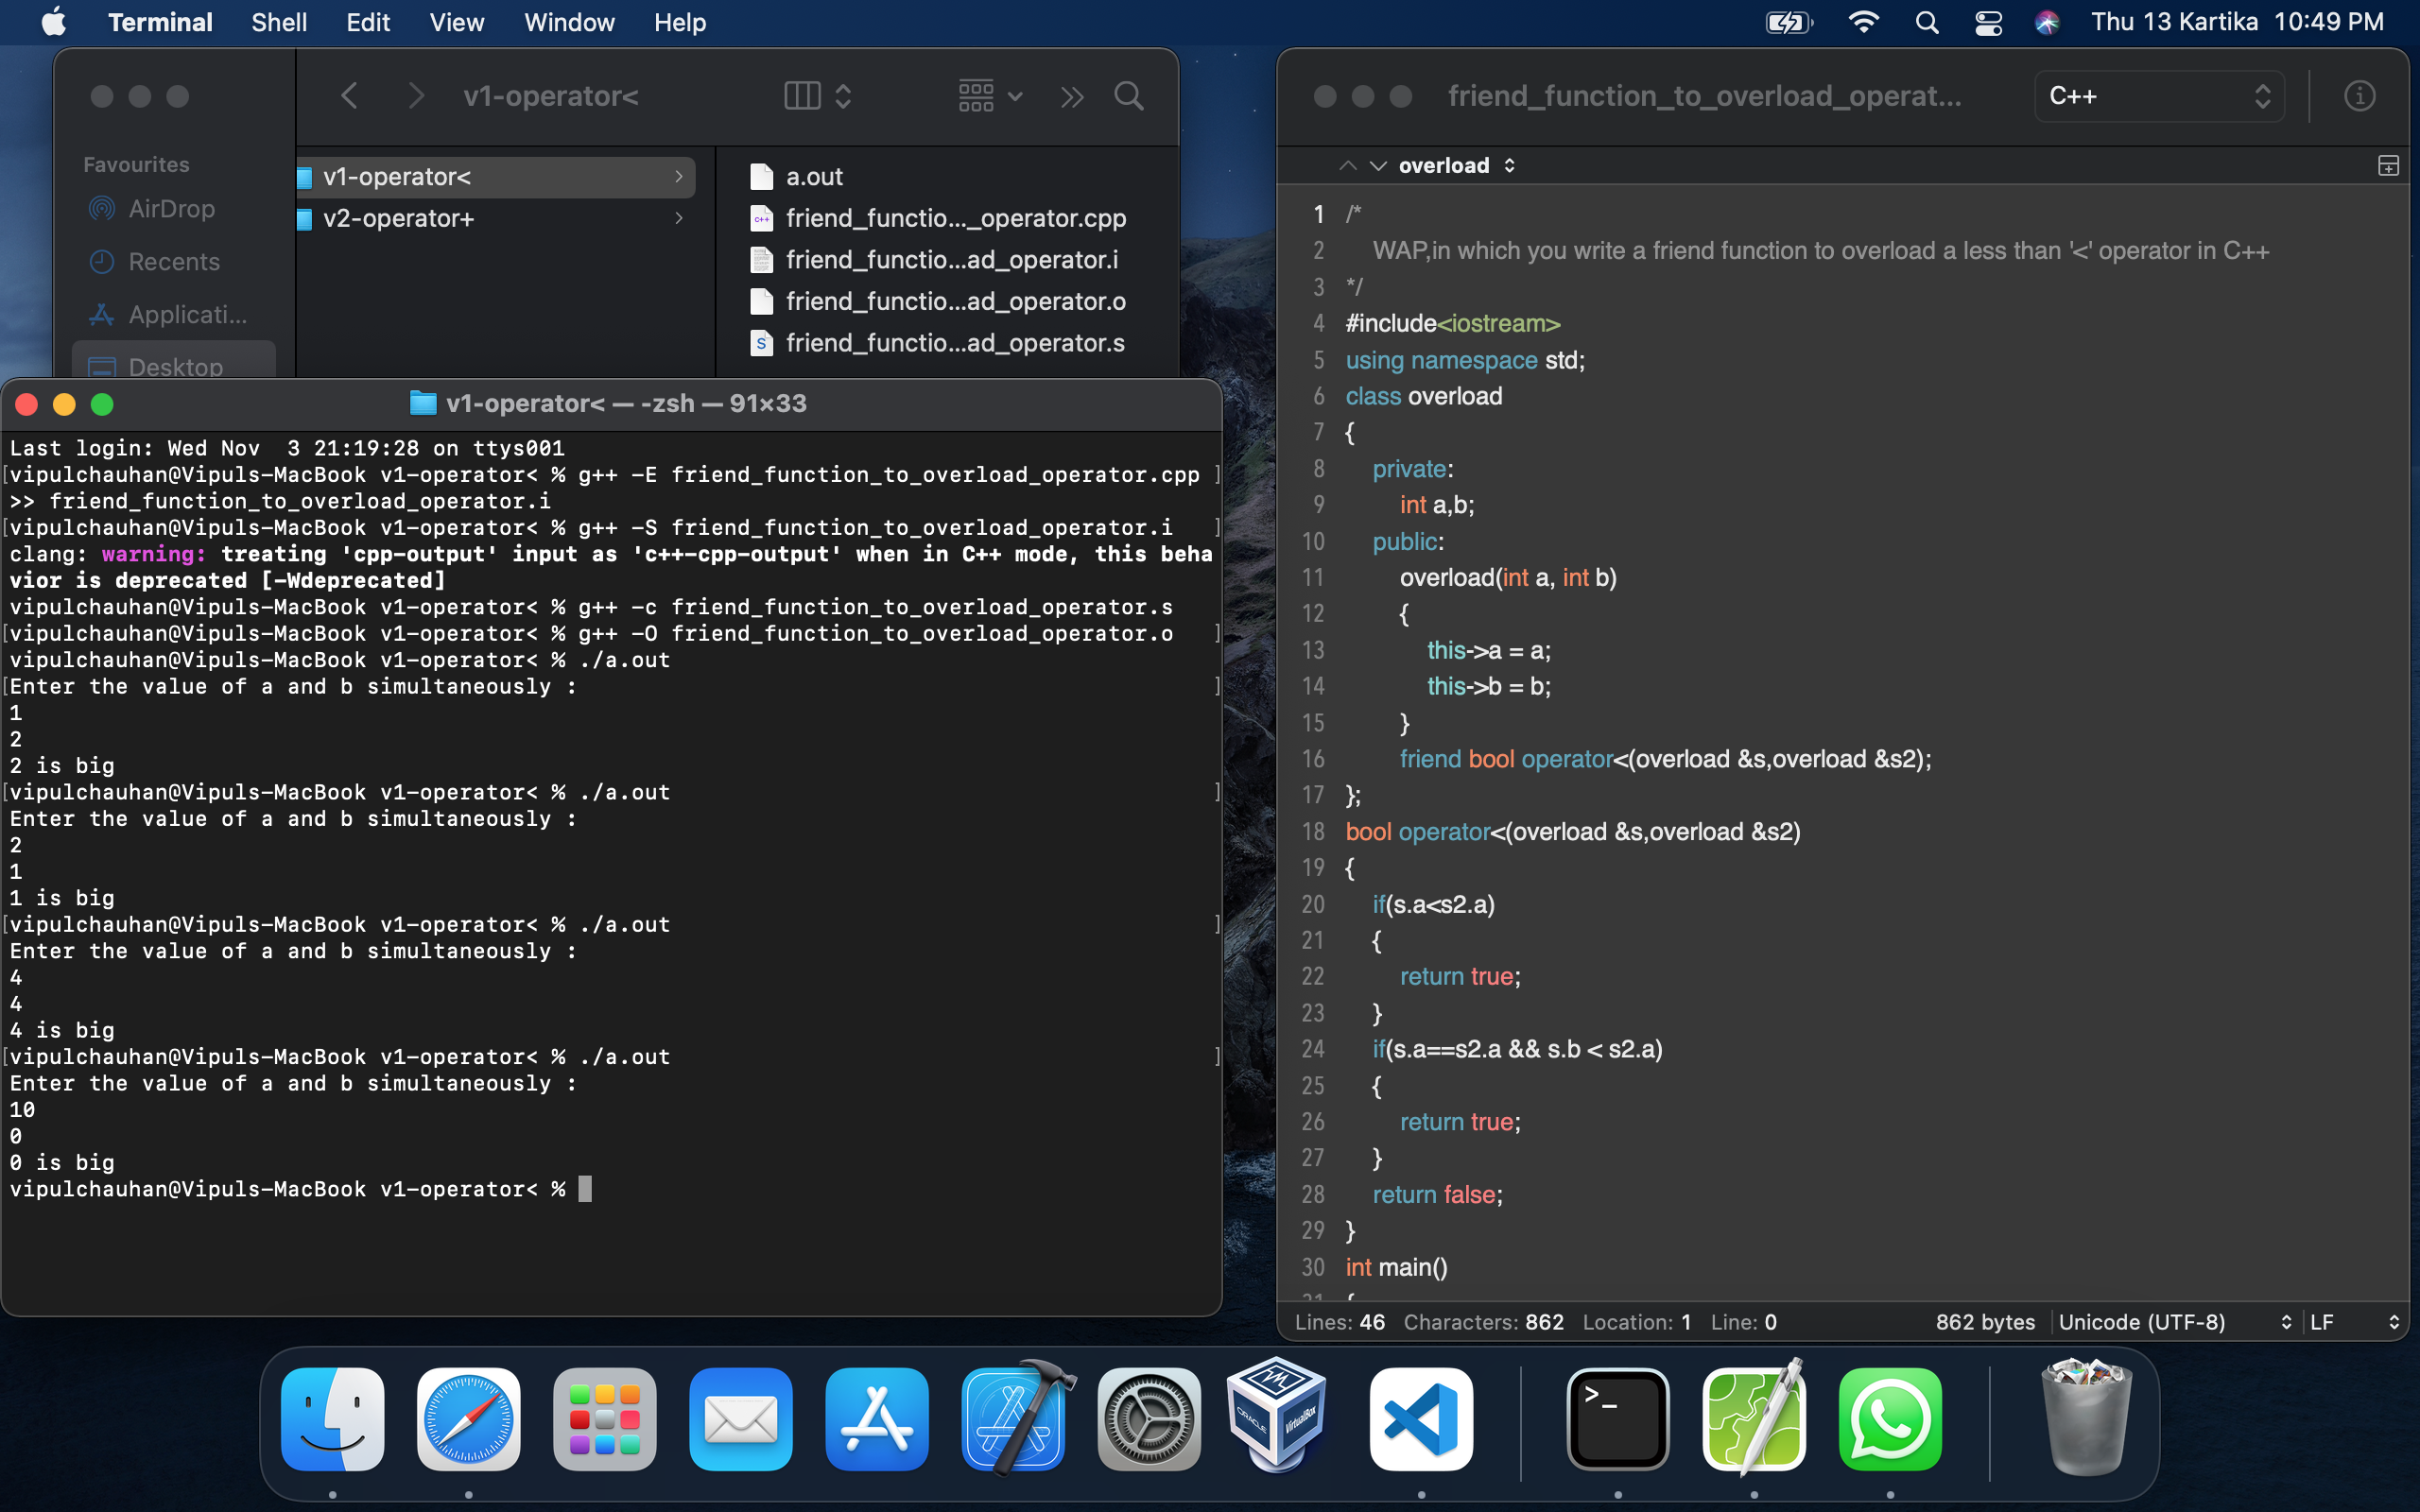 Terminal Shell Edit View Window Help Thu 13 Kartika 10:49 PM
v1-operator<
Favourites
AirDrop
Recents
Applicati...
Desktop
v1-operator<
v2-operator+
a.out
friend_functio..._operator.cpp
friend_functio...ad_operator.i
friend_functio...ad_operator.o
friend_functio...ad_operator.s
v1-operator< — -zsh — 91×33
Last login: Wed Nov  3 21:19:28 on ttys001
[vipulchauhan@Vipuls-MacBook v1-operator< % g++ -E friend_function_to_overload_operator.cpp ]
>> friend_function_to_overload_operator.i
[vipulchauhan@Vipuls-MacBook v1-operator< % g++ -S friend_function_to_overload_operator.i ]
clang: warning: treating 'cpp-output' input as 'c++-cpp-output' when in C++ mode, this beha
vior is deprecated [-Wdeprecated]
vipulchauhan@Vipuls-MacBook v1-operator< % g++ -c friend_function_to_overload_operator.s
[vipulchauhan@Vipuls-MacBook v1-operator< % g++ -O friend_function_to_overload_operator.o ]
vipulchauhan@Vipuls-MacBook v1-operator< % ./a.out
[Enter the value of a and b simultaneously : ]
1
2
2 is big
[vipulchauhan@Vipuls-MacBook v1-operator< % ./a.out ]
Enter the value of a and b simultaneously :
2
1
1 is big
[vipulchauhan@Vipuls-MacBook v1-operator< % ./a.out ]
Enter the value of a and b simultaneously :
4
4
4 is big
[vipulchauhan@Vipuls-MacBook v1-operator< % ./a.out ]
Enter the value of a and b simultaneously :
10
0
0 is big
vipulchauhan@Vipuls-MacBook v1-operator< %
friend_function_to_overload_operat... C++
overload
1 /*
2 WAP,in which you write a friend function to overload a less than '<' operator in C++
3 */
4 #include<iostream>
5 using namespace std;
6 class overload
7 {
8 private:
9 int a,b;
10 public:
11 overload(int a, int b)
12 {
13 this->a = a;
14 this->b = b;
15 }
16 friend bool operator<(overload &s,overload &s2);
17 };
18 bool operator<(overload &s,overload &s2)
19 {
20 if(s.a<s2.a)
21 {
22 return true;
23 }
24 if(s.a==s2.a && s.b < s2.a)
25 {
26 return true;
27 }
28 return false;
29 }
30 int main()
31 {
Lines: 46 Characters: 862 Location: 1 Line: 0 862 bytes Unicode (UTF-8) LF
ORACLE VirtualBox